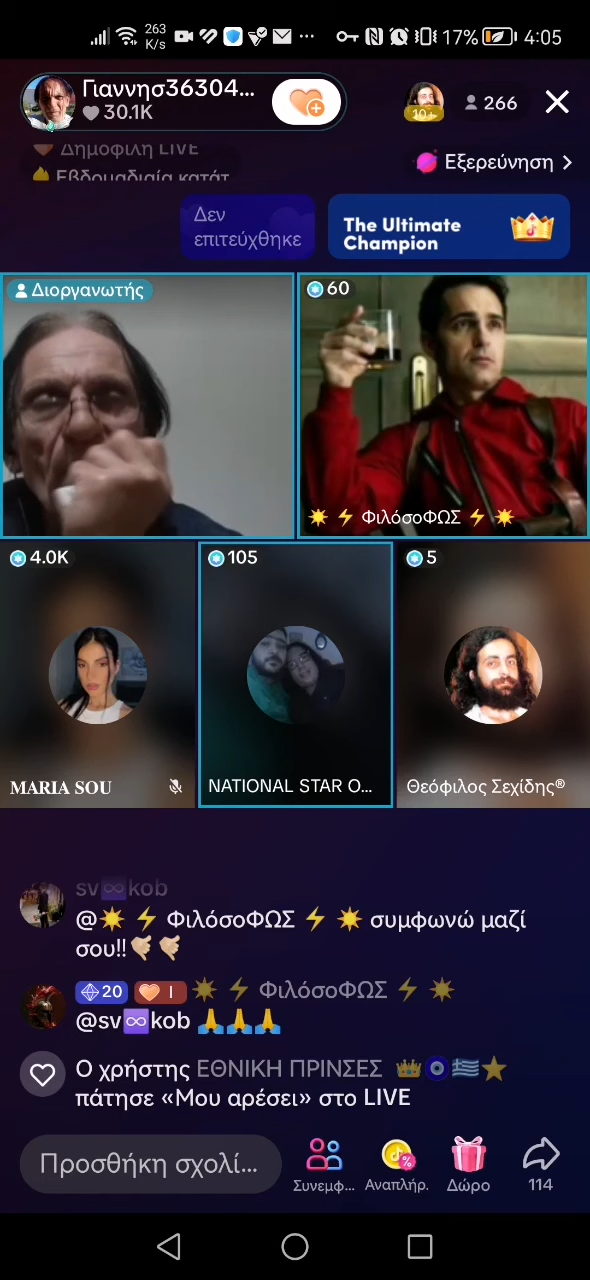 263 K/s 17% 4:05
Γιαννησ36304...
30.1K
10+
266
Δημοφιλή LIVE
Εβδομαδιαία κατάτ
Εξερεύνηση
Δεν
επιτεύχθηκε
The Ultimate
Champion
Διοργανωτής
60
ΦιλόσοΦΩΣ
4.0K
105
5
MARIA SOU
NATIONAL STAR O...
Θεόφιλος Σεχίδης®
sv♾kob
@☀️ ⚡ ΦιλόσοΦΩΣ ⚡ ☀️ συμφωνώ μαζί
σου!!🤙🏼🤙🏼
20 I ☀️ ⚡ ΦιλόσοΦΩΣ ⚡ ☀️
@sv♾kob 🙏🙏🙏
Ο χρήστης ΕΘΝΙΚΗ ΠΡΙΝΣΕΣ 👑🧿🇬🇷⭐
πάτησε «Μου αρέσει» στο LIVE
Προσθήκη σχολί...
Συνεμφ...
Αναπλήρ.
Δώρο
114